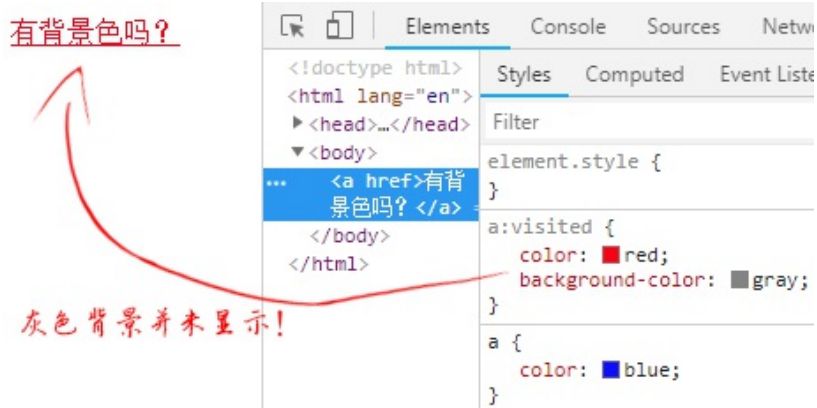 有背景色吗？
Elements Console Sources Netw
<!doctype html>
<html lang="en">
▶<head>…</head>
▼<body>
··· <a href>有背
景色吗？</a> =
</body>
</html>
Styles Computed Event Liste
Filter
element.style {
}
a:visited {
color: red;
background-color: gray;
}
a {
color: blue;
}
灰色背景并未显示！